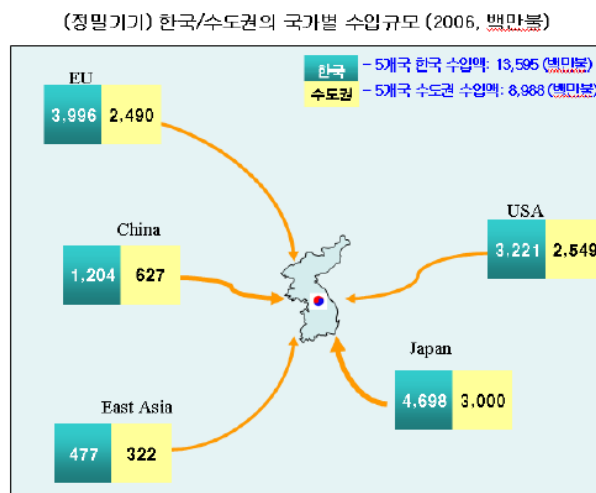 (정밀기기) 한국/수도권의 국가별 수입규모 (2006, 백만불)
한국 - 5개국 한국 수입액: 13,595 (백만불)
수도권 - 5개국 수도권 수입액: 8,988 (백만불)
EU
3,996 2,490
China
1,204 627
USA
3,221 2,549
Japan
4,698 3,000
East Asia
477 322